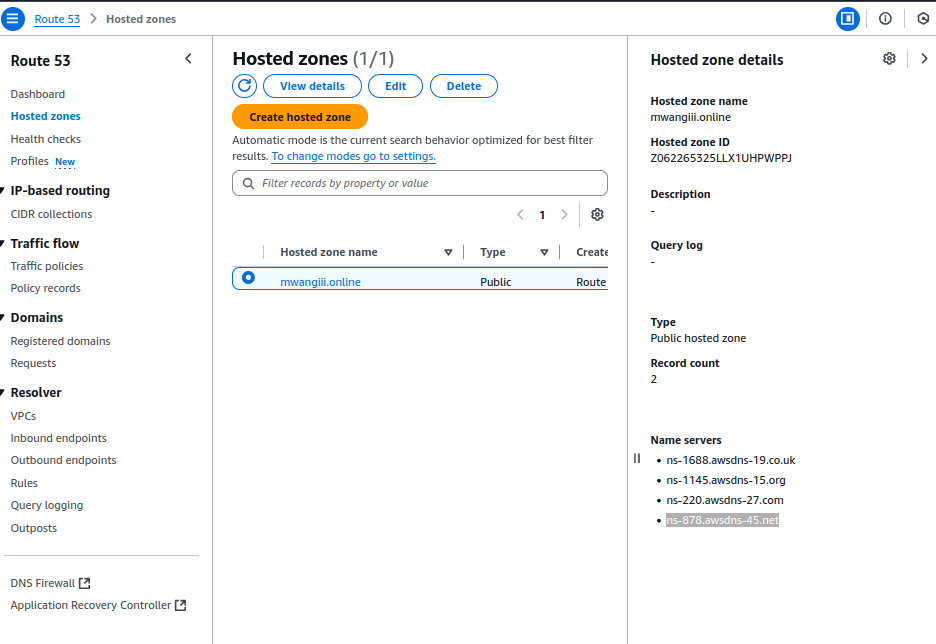 Route 53 > Hosted zones
Route 53
Dashboard
Hosted zones
Health checks
Profiles New
IP-based routing
CIDR collections
Traffic flow
Traffic policies
Policy records
Domains
Registered domains
Requests
Resolver
VPCs
Inbound endpoints
Outbound endpoints
Rules
Query logging
Outposts
DNS Firewall
Application Recovery Controller
Hosted zones (1/1)
View details Edit Delete
Create hosted zone
Automatic mode is the current search behavior optimized for best filter
results. To change modes go to settings.
Filter records by property or value
1
Hosted zone name Type Create
mwangiii.online Public Route
Hosted zone details
Hosted zone name
mwangiii.online
Hosted zone ID
Z062265325LLX1UHPWPPJ
Description
-
Query log
-
Type
Public hosted zone
Record count
2
Name servers
• ns-1688.awsdns-19.co.uk
• ns-1145.awsdns-15.org
• ns-220.awsdns-27.com
• ns-878.awsdns-45.net